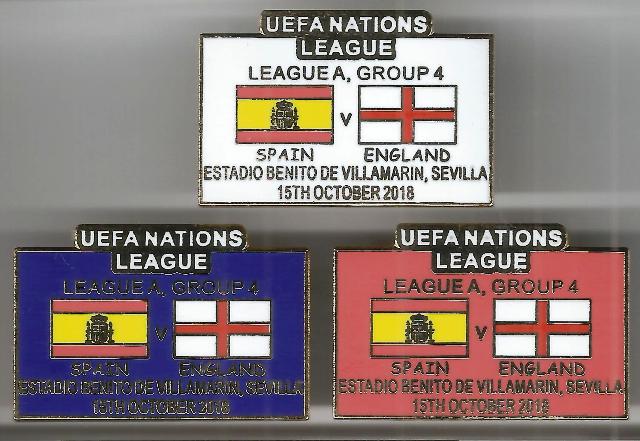 UEFA NATIONS
LEAGUE
LEAGUE A, GROUP 4
V
SPAIN ENGLAND
ESTADIO BENITO DE VILLAMARIN, SEVILLA
15TH OCTOBER 2018
UEFA NATIONS
LEAGUE
LEAGUE A, GROUP 4
V
SPAIN ENGLAND
ESTADIO BENITO DE VILLAMARIN, SEVILLA
15TH OCTOBER 2018
UEFA NATIONS
LEAGUE
LEAGUE A, GROUP 4
V
SPAIN ENGLAND
ESTADIO BENITO DE VILLAMARIN, SEVILLA
15TH OCTOBER 2018